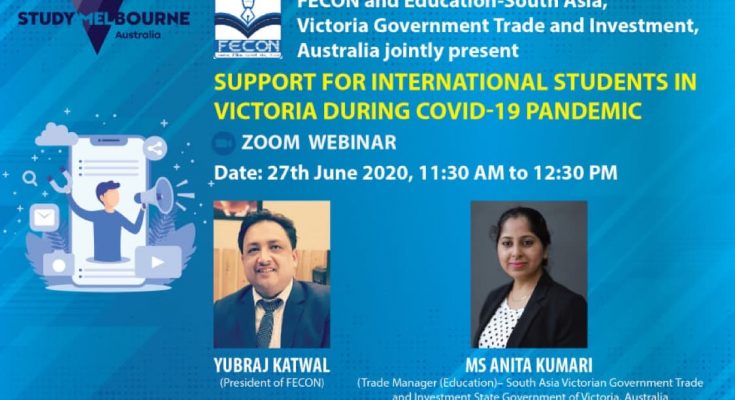 STUDY MELBOURNE
Australia
FECON
FECON and Education-South Asia,
Victoria Government Trade and Investment,
Australia jointly present
SUPPORT FOR INTERNATIONAL STUDENTS IN
VICTORIA DURING COVID-19 PANDEMIC
ZOOM WEBINAR
Date: 27th June 2020, 11:30 AM to 12:30 PM
YUBRAJ KATWAL
(President of FECON)
MS ANITA KUMARI
(Trade Manager (Education)– South Asia Victorian Government Trade
and Investment State Government of Victoria, Australia